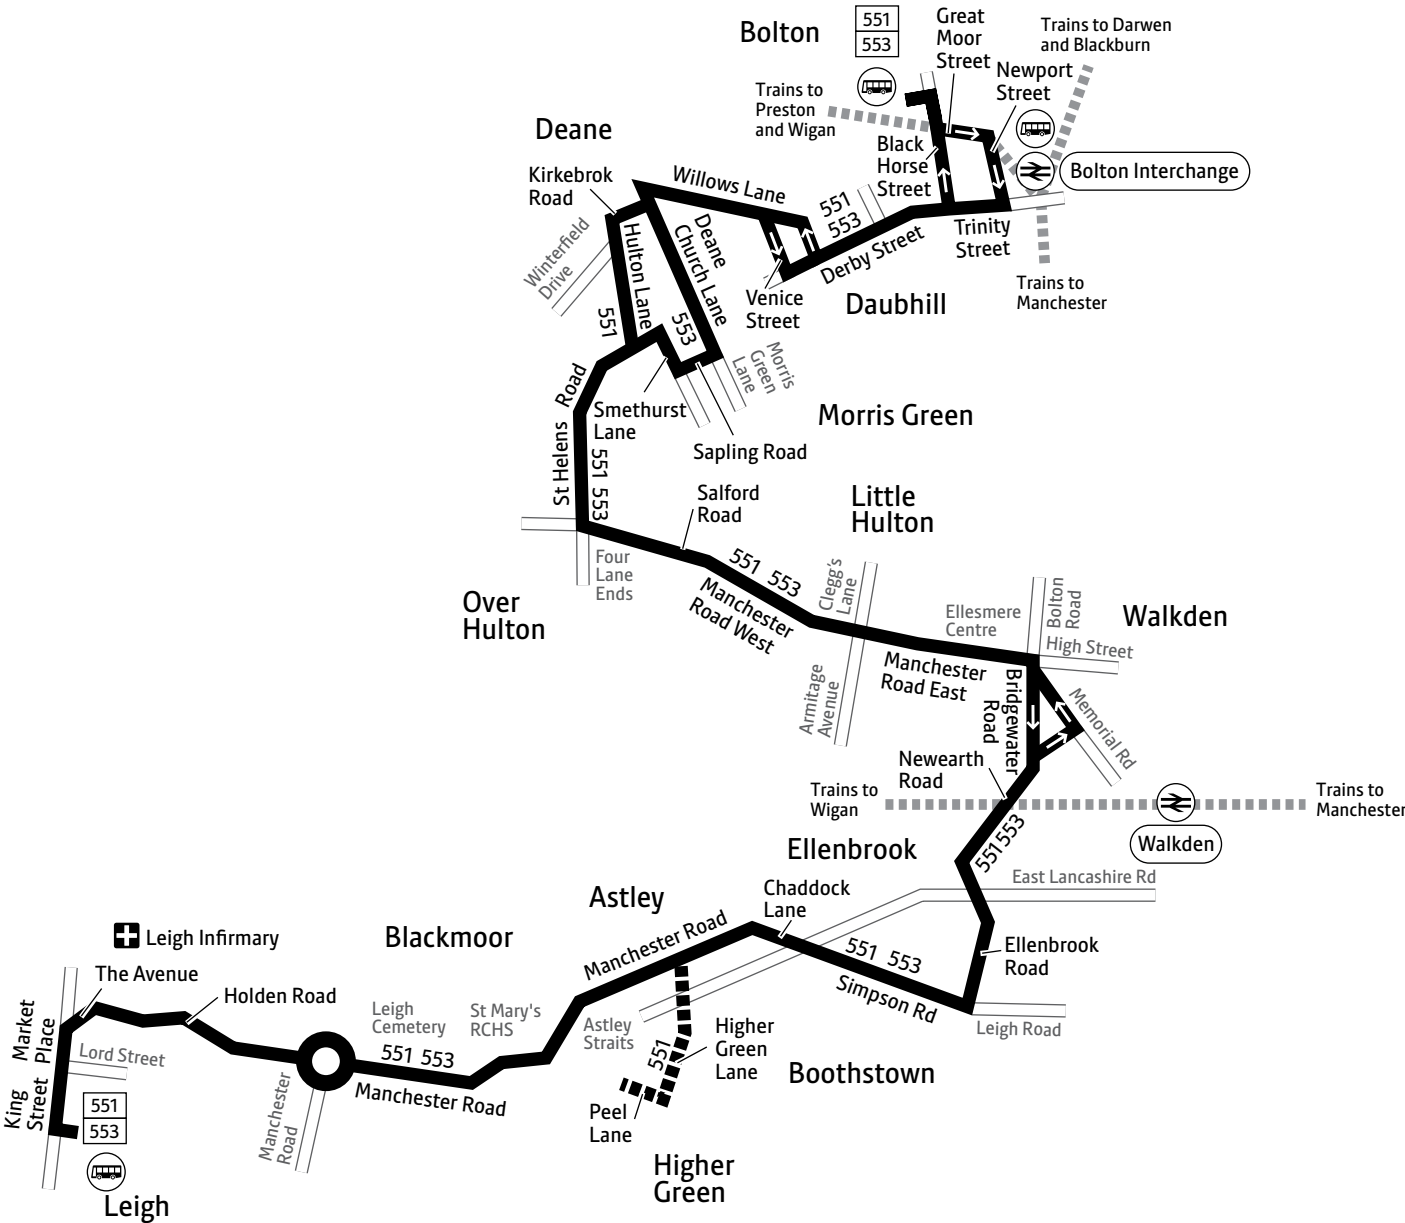 Bolton
551
553
Great
Moor
Street
Trains to Darwen
and Blackburn
Newport
Street
Trains to
Preston
and Wigan
Deane
Black
Horse
Street
Bolton Interchange
Kirkebrok
Road
Willows Lane
551
553
Winterfield
Drive
Hulton Lane
Deane
Church Lane
Derby Street
Trinity
Street
Trains to
Manchester
Venice
Street
Daubhill
551
553
Morris
Green
Lane
St Helens Road
Smethurst
Lane
Morris Green
Sapling Road
551 553
Salford
Road
Little
Hulton
Four
Lane
Ends
551 553
Clegg's
Lane
Over
Hulton
Manchester
Road West
Ellesmere
Centre
Bolton
Road
Walkden
High Street
Manchester
Road East
Armitage
Avenue
Bridgewater
Road
Memorial Rd
Newearth
Road
Trains to
Wigan
Trains to
Manchester
Walkden
551 553
Ellenbrook
East Lancashire Rd
Astley
Chaddock
Lane
Manchester Road
551 553
Ellenbrook
Road
Simpson Rd
Leigh Road
Leigh Infirmary
Blackmoor
The Avenue
Holden Road
Market
Place
Leigh
Cemetery
St Mary's
RCHS
Astley
Straits
Higher
Green
Lane
551
Lord Street
551 553
Manchester Road
Boothstown
King
Street
551
553
Manchester
Road
Peel
Lane
Higher
Green
Leigh